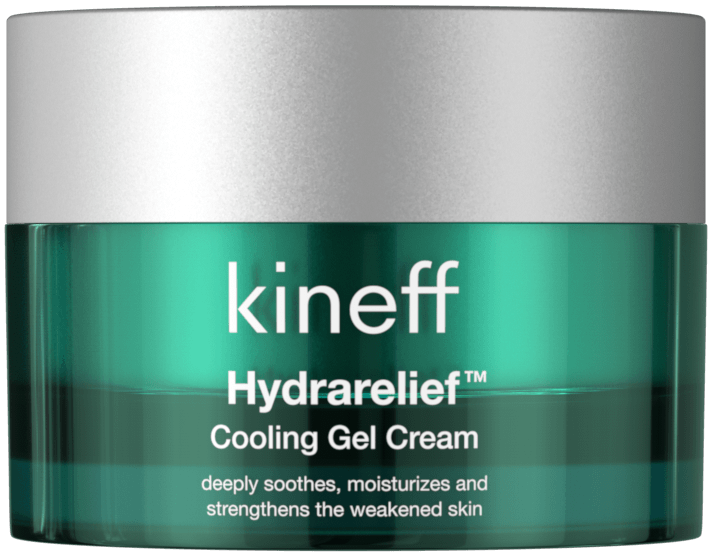 kineff
Hydrarelief™
Cooling Gel Cream
deeply soothes, moisturizes and
strengthens the weakened skin